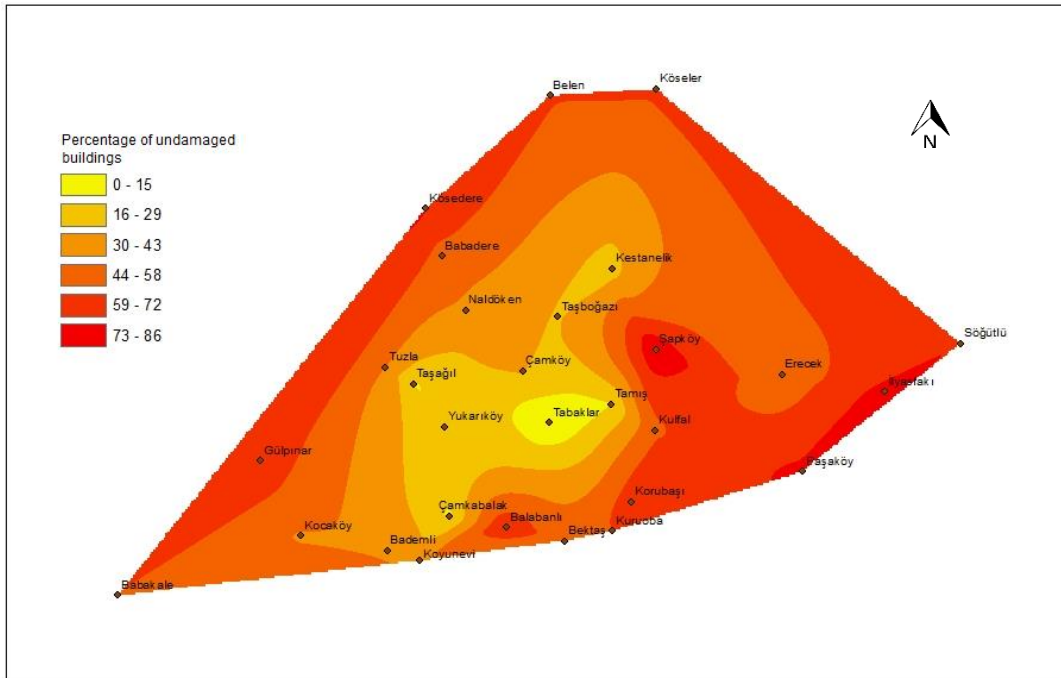 Belen
Köseler
N
Percentage of undamaged
buildings
0 - 15
16 - 29
30 - 43
44 - 58
59 - 72
73 - 86
Kösedere
Babadere
Kestanelik
Naldöken
Taşboğazı
Şapköy
Söğütlü
Tuzla
Çamköy
Erecek
Taşağıl
İlyasfakı
Tamış
Yukarıköy
Tabaklar
Kulfal
Gülpınar
Paşaköy
Korubaşı
Çamkabalak
Balabanlı
Kocaköy
Bektaş
Kuruoba
Bademli
Koyunevi
Babakale